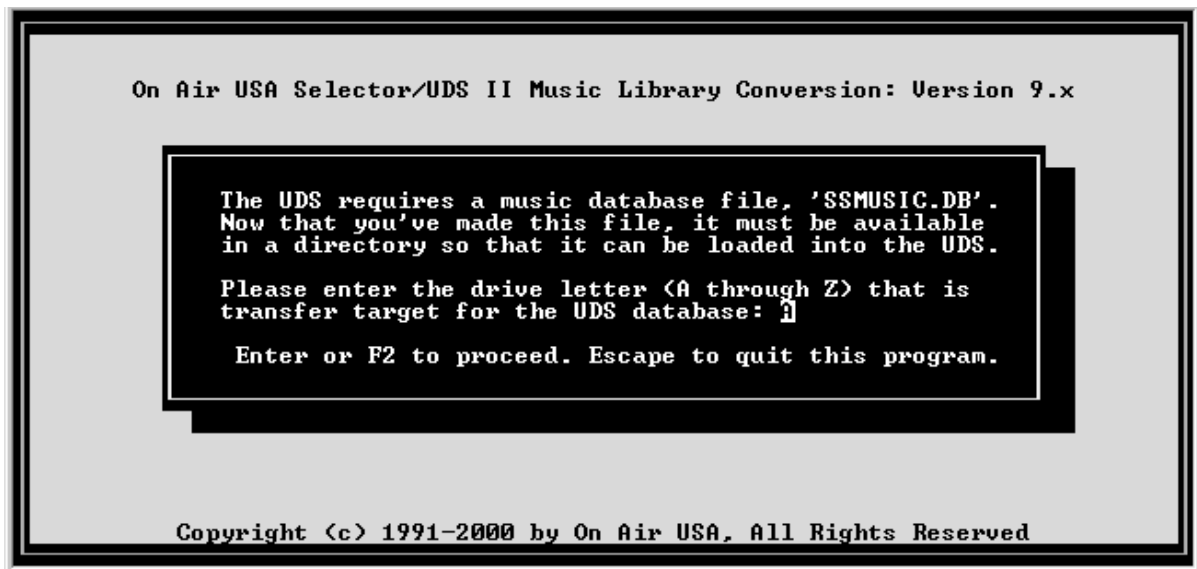 On Air USA Selector/UDS II Music Library Conversion: Version 9.x
The UDS requires a music database file, 'SSMUSIC.DB'.
Now that you've made this file, it must be available
in a directory so that it can be loaded into the UDS.
Please enter the drive letter (A through Z) that is
transfer target for the UDS database: A
Enter or F2 to proceed. Escape to quit this program.
Copyright (c) 1991-2000 by On Air USA, All Rights Reserved